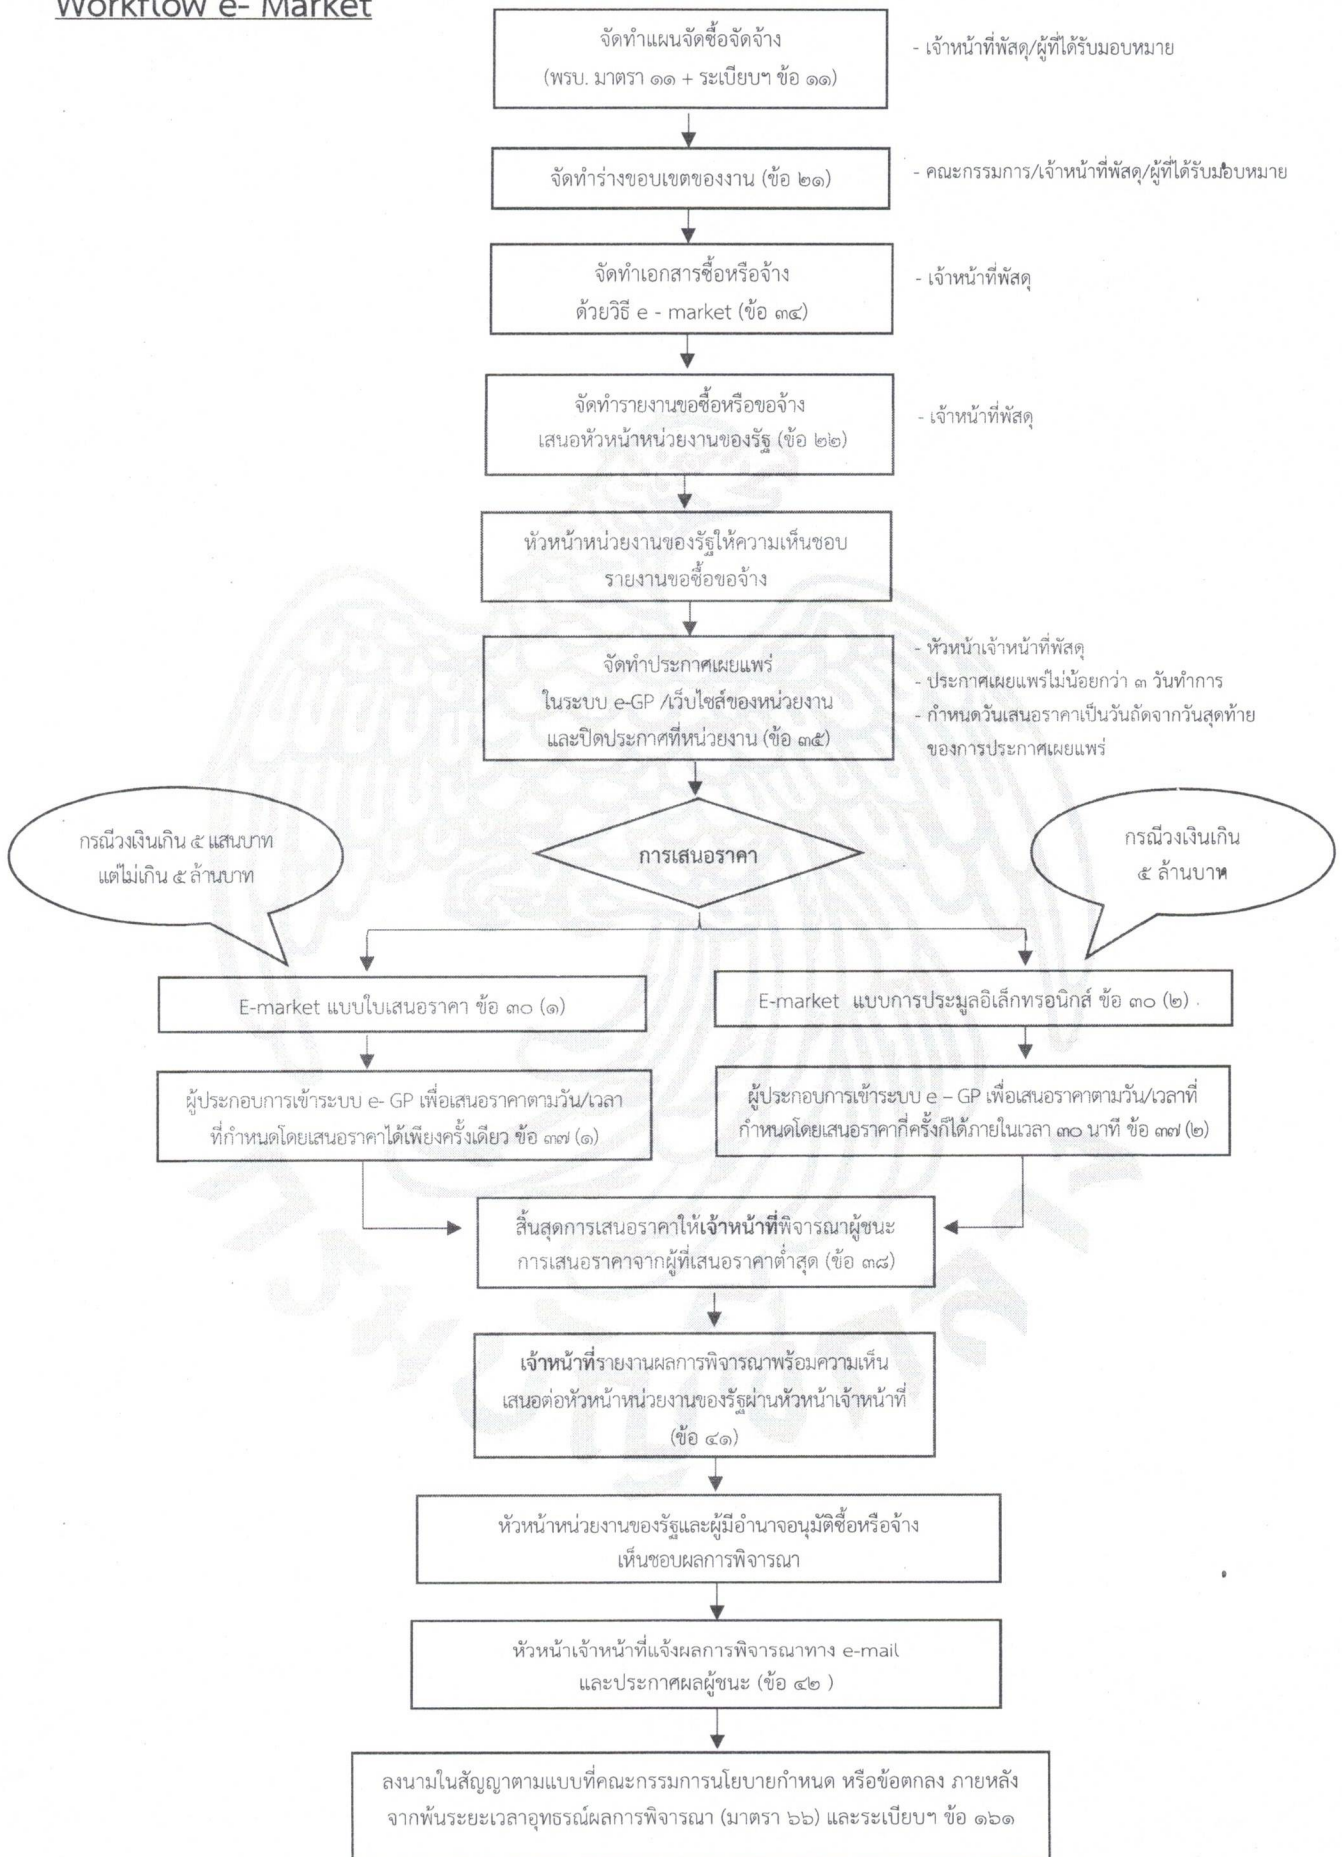 Workflow e- Market
จัดทำแผนจัดซื้อจัดจ้าง
(พรบ. มาตรา ๑๑ + ระเบียบฯ ข้อ ๑๑)
- เจ้าหน้าที่พัสดุ/ผู้ที่ได้รับมอบหมาย
จัดทำร่างขอบเขตของงาน (ข้อ ๒๑)
- คณะกรรมการ/เจ้าหน้าที่พัสดุ/ผู้ที่ได้รับมอบหมาย
จัดทำเอกสารซื้อหรือจ้าง
ด้วยวิธี e - market (ข้อ ๓๔)
- เจ้าหน้าที่พัสดุ
จัดทำรายงานขอซื้อหรือขอจ้าง
เสนอหัวหน้าหน่วยงานของรัฐ (ข้อ ๒๒)
- เจ้าหน้าที่พัสดุ
หัวหน้าหน่วยงานของรัฐให้ความเห็นชอบ
รายงานขอซื้อขอจ้าง
จัดทำประกาศเผยแพร่
ในระบบ e-GP /เว็บไซส์ของหน่วยงาน
และปิดประกาศที่หน่วยงาน (ข้อ ๓๕)
- หัวหน้าเจ้าหน้าที่พัสดุ
- ประกาศเผยแพร่ไม่น้อยกว่า ๓ วันทำการ
- กำหนดวันเสนอราคาเป็นวันถัดจากวันสุดท้าย
ของการประกาศเผยแพร่
กรณีวงเงินเกิน ๕ แสนบาท
แต่ไม่เกิน ๕ ล้านบาท
การเสนอราคา
กรณีวงเงินเกิน
๕ ล้านบาท
E-market แบบใบเสนอราคา ข้อ ๓๐ (๑)
E-market แบบการประมูลอิเล็กทรอนิกส์ ข้อ ๓๐ (๒)
ผู้ประกอบการเข้าระบบ e- GP เพื่อเสนอราคาตามวัน/เวลา
ที่กำหนดโดยเสนอราคาได้เพียงครั้งเดียว ข้อ ๓๗ (๑)
ผู้ประกอบการเข้าระบบ e – GP เพื่อเสนอราคาตามวัน/เวลาที่
กำหนดโดยเสนอราคากี่ครั้งก็ได้ภายในเวลา ๓๐ นาที ข้อ ๓๗ (๒)
สิ้นสุดการเสนอราคาให้เจ้าหน้าที่พิจารณาผู้ชนะ
การเสนอราคาจากผู้ที่เสนอราคาต่ำสุด (ข้อ ๓๘)
เจ้าหน้าที่รายงานผลการพิจารณาพร้อมความเห็น
เสนอต่อหัวหน้าหน่วยงานของรัฐผ่านหัวหน้าเจ้าหน้าที่
(ข้อ ๔๑)
หัวหน้าหน่วยงานของรัฐและผู้มีอำนาจอนุมัติซื้อหรือจ้าง
เห็นชอบผลการพิจารณา
หัวหน้าเจ้าหน้าที่แจ้งผลการพิจารณาทาง e-mail
และประกาศผลผู้ชนะ (ข้อ ๔๒ )
ลงนามในสัญญาตามแบบที่คณะกรรมการนโยบายกำหนด หรือข้อตกลง ภายหลัง
จากพ้นระยะเวลาอุทธรณ์ผลการพิจารณา (มาตรา ๖๖) และระเบียบฯ ข้อ ๑๖๑